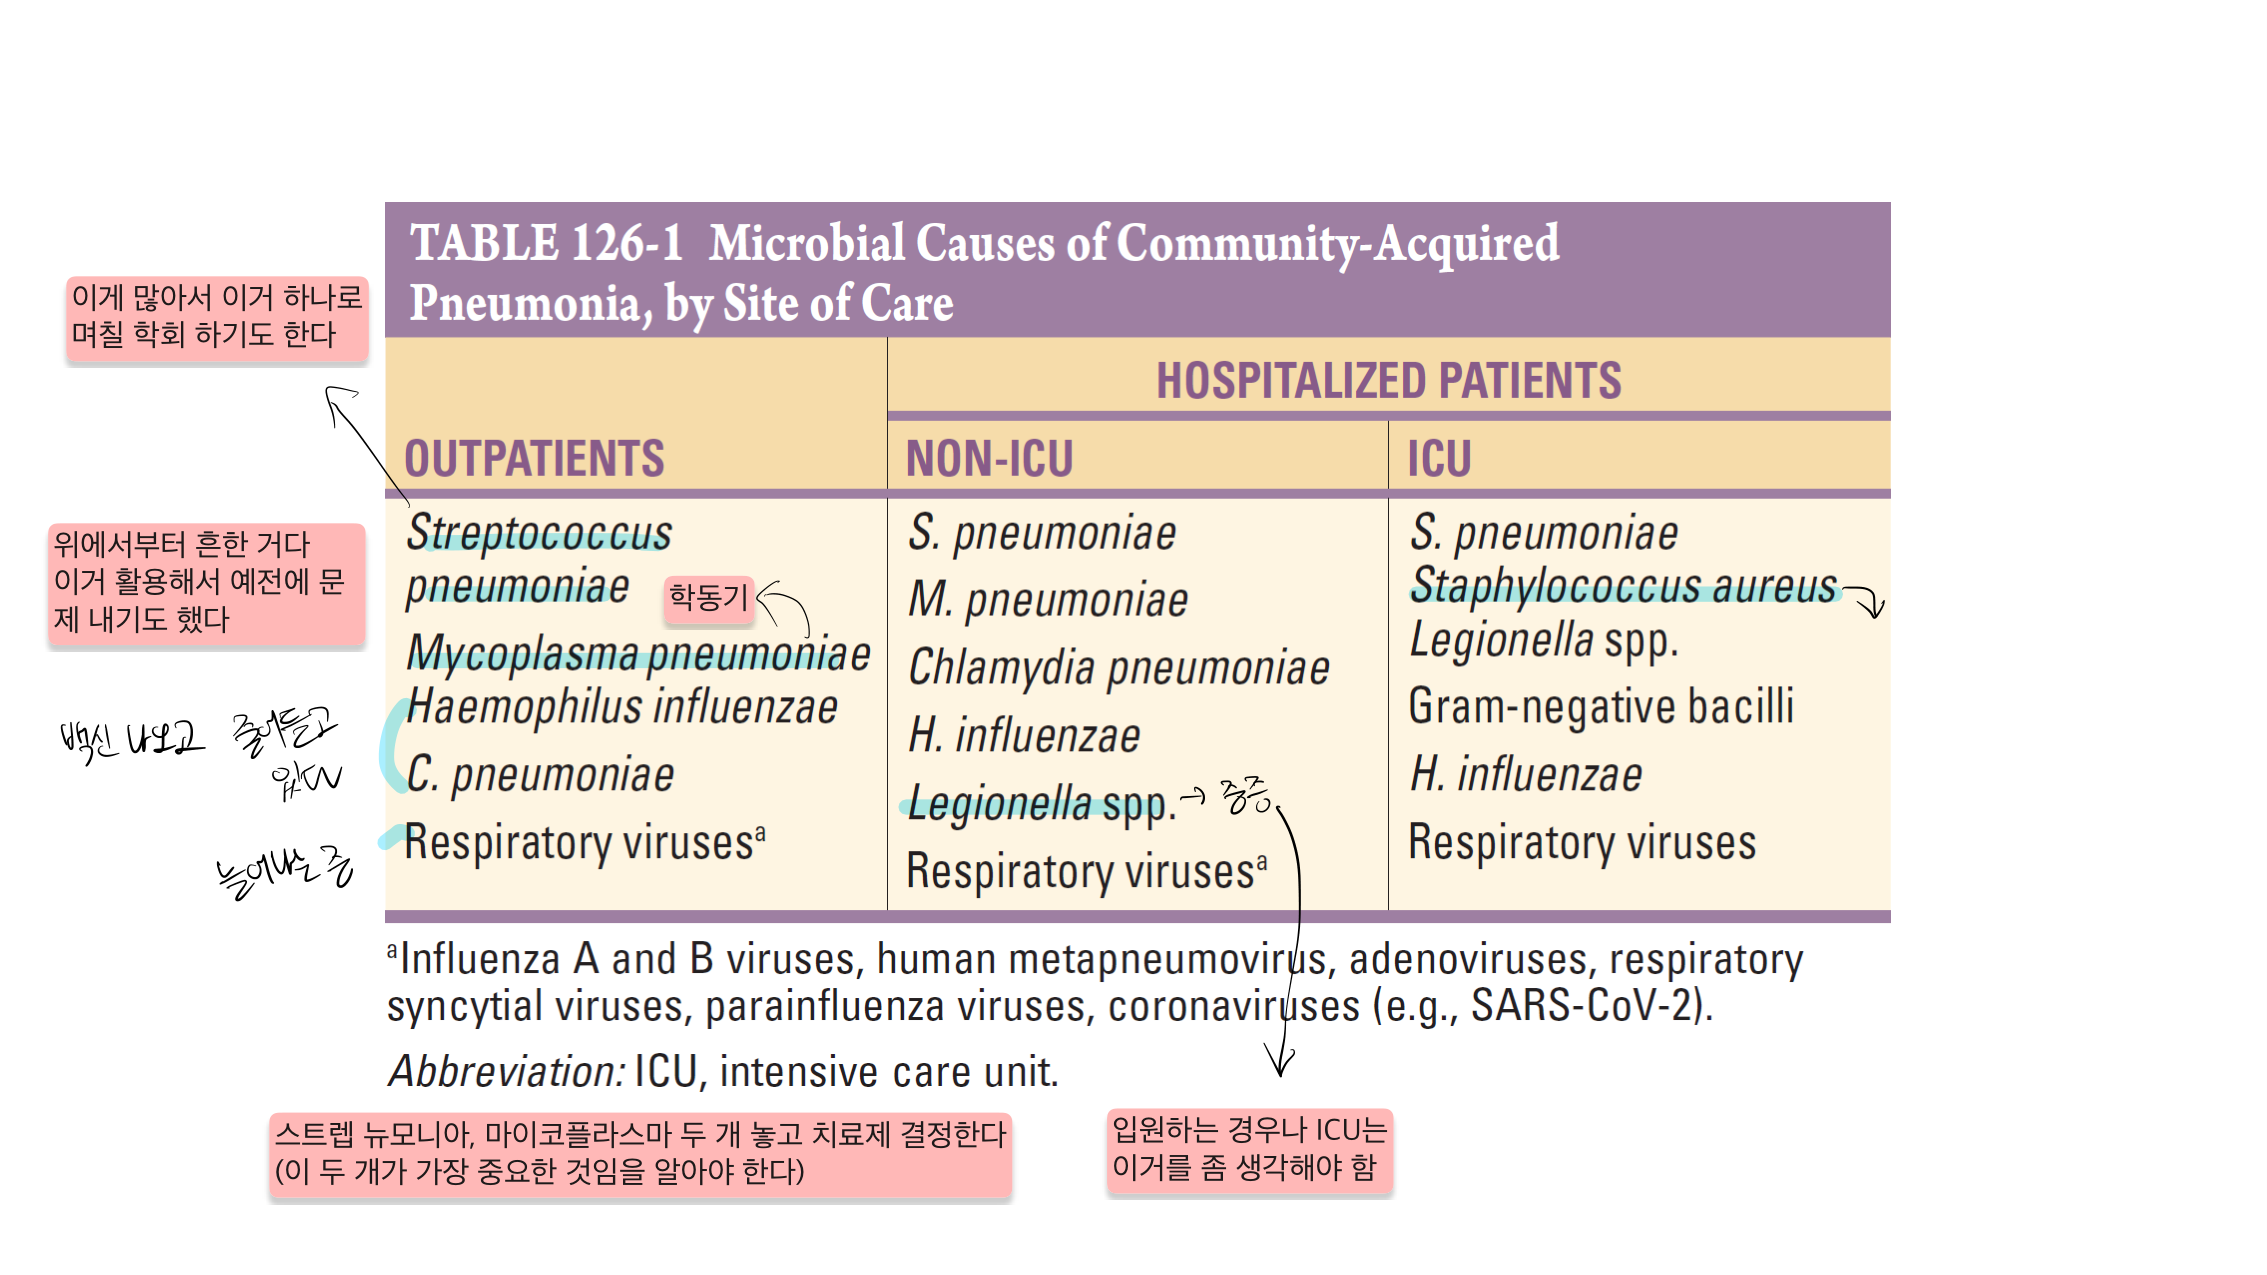 TABLE 126-1 Microbial Causes of Community-Acquired
Pneumonia, by Site of Care
이게 많아서 이거 하나로
며칠 학회 하기도 한다
HOSPITALIZED PATIENTS
OUTPATIENTS
NON-ICU
ICU
위에서부터 흔한 거다
이거 활용해서 예전에 문
제 내기도 했다
Streptococcus
pneumoniae
학동기
Mycoplasma pneumoniae
Haemophilus influenzae
C. pneumoniae
Respiratory virusesa
백신 나오고 줄어들고
있다
늘어나는 중
S. pneumoniae
M. pneumoniae
Chlamydia pneumoniae
H. influenzae
Legionella spp. → 중증
Respiratory virusesa
S. pneumoniae
Staphylococcus aureus
Legionella spp.
Gram-negative bacilli
H. influenzae
Respiratory viruses
aInfluenza A and B viruses, human metapneumovirus, adenoviruses, respiratory
syncytial viruses, parainfluenza viruses, coronaviruses (e.g., SARS-CoV-2).
Abbreviation: ICU, intensive care unit.
스트렙 뉴모니아, 마이코플라스마 두 개 놓고 치료제 결정한다
(이 두 개가 가장 중요한 것임을 알아야 한다)
입원하는 경우나 ICU는
이거를 좀 생각해야 함